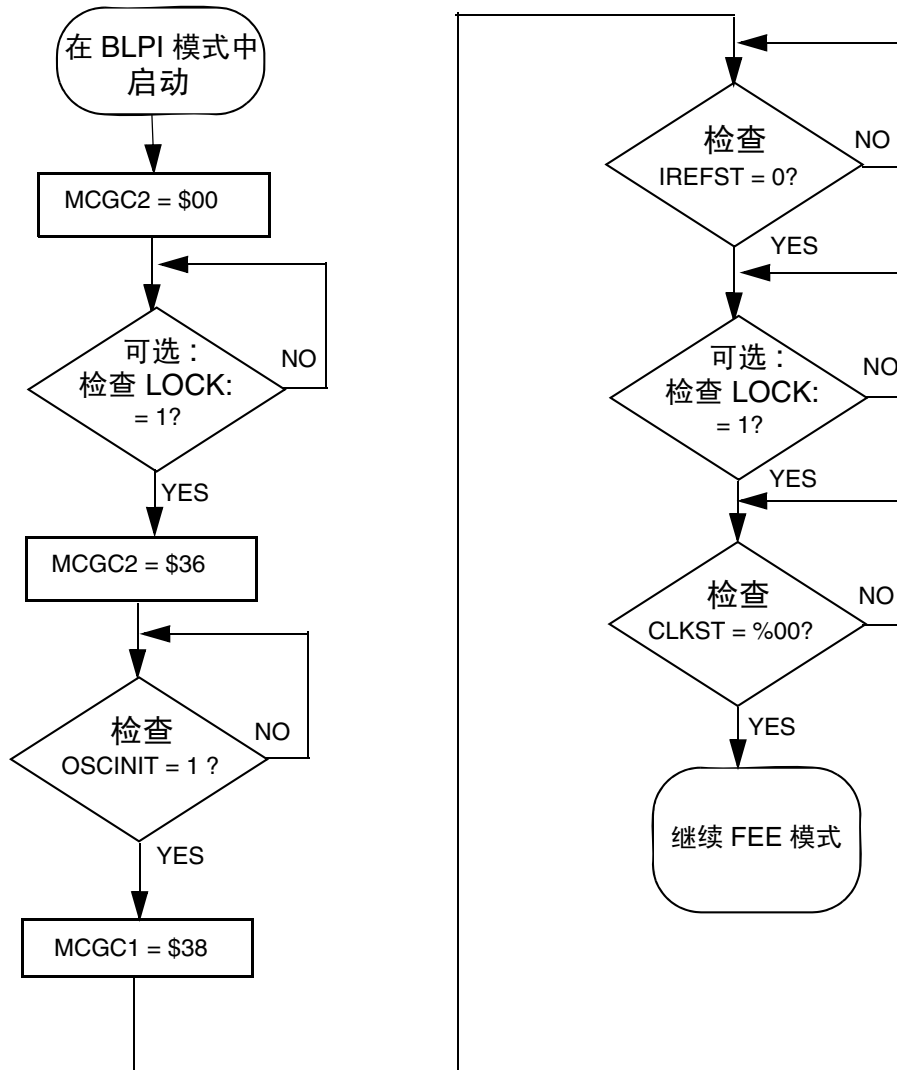 在 BLPI 模式中
启动
MCGC2 = $00
可选：
检查 LOCK:
= 1?
NO
YES
MCGC2 = $36
检查
OSCINIT = 1 ?
NO
YES
MCGC1 = $38
检查
IREFST = 0?
NO
YES
可选：
检查 LOCK:
= 1?
NO
YES
检查
CLKST = %00?
NO
YES
继续 FEE 模式